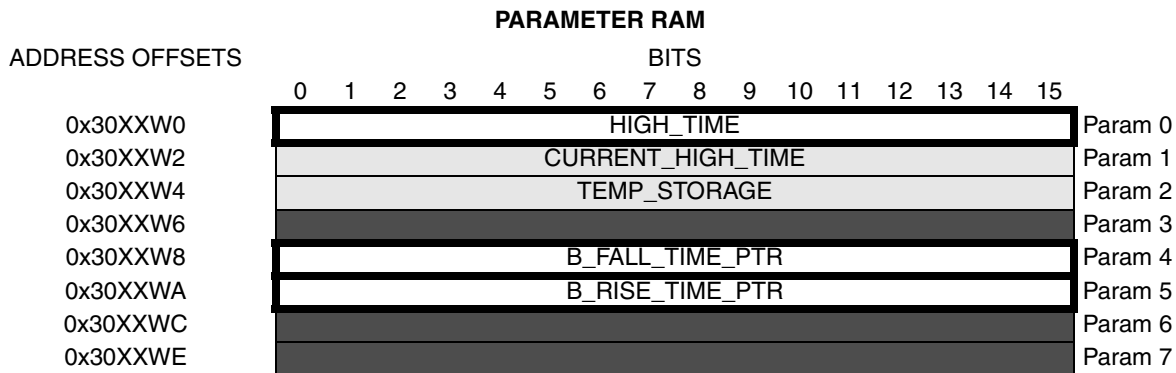 PARAMETER RAM
ADDRESS OFFSETS BITS
0 1 2 3 4 5 6 7 8 9 10 11 12 13 14 15
0x30XXW0 HIGH_TIME Param 0
0x30XXW2 CURRENT_HIGH_TIME Param 1
0x30XXW4 TEMP_STORAGE Param 2
0x30XXW6 Param 3
0x30XXW8 B_FALL_TIME_PTR Param 4
0x30XXWA B_RISE_TIME_PTR Param 5
0x30XXWC Param 6
0x30XXWE Param 7